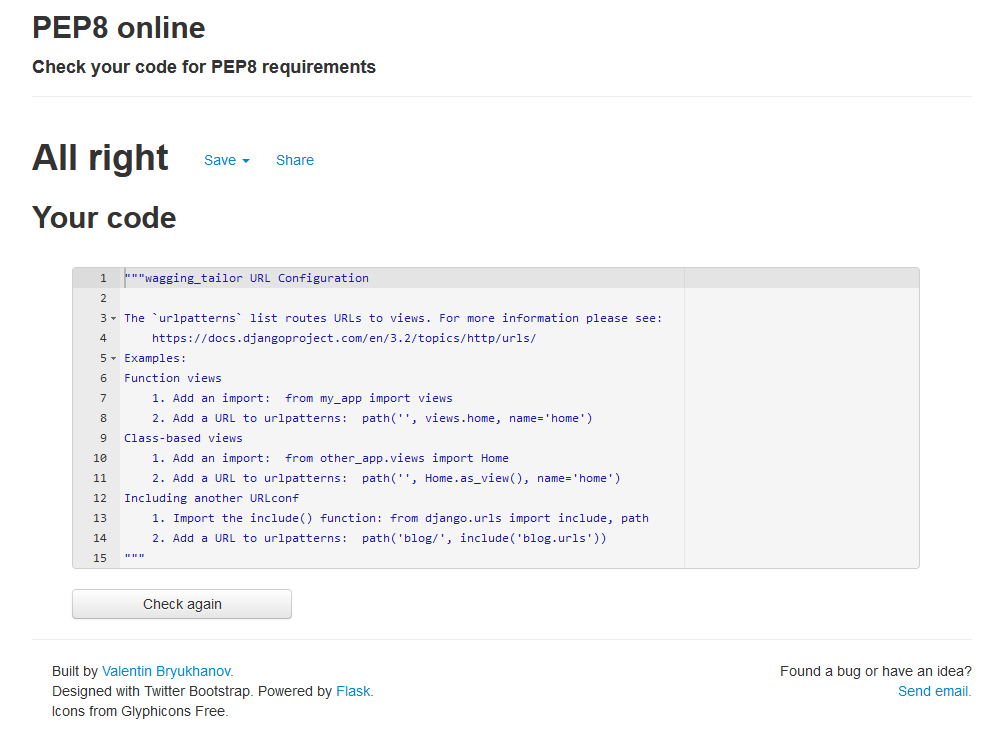 PEP8 online
Check your code for PEP8 requirements
All right Save Share
Your code
1 """wagging_tailor URL Configuration
2
3 The `urlpatterns` list routes URLs to views. For more information please see:
4     https://docs.djangoproject.com/en/3.2/topics/http/urls/
5 Examples:
6 Function views
7     1. Add an import:  from my_app import views
8     2. Add a URL to urlpatterns:  path('', views.home, name='home')
9 Class-based views
10     1. Add an import:  from other_app.views import Home
11     2. Add a URL to urlpatterns:  path('', Home.as_view(), name='home')
12 Including another URLconf
13     1. Import the include() function: from django.urls import include, path
14     2. Add a URL to urlpatterns:  path('blog/', include('blog.urls'))
15 """
Check again
Built by Valentin Bryukhanov.
Designed with Twitter Bootstrap. Powered by Flask.
Icons from Glyphicons Free.
Found a bug or have an idea?
Send email.